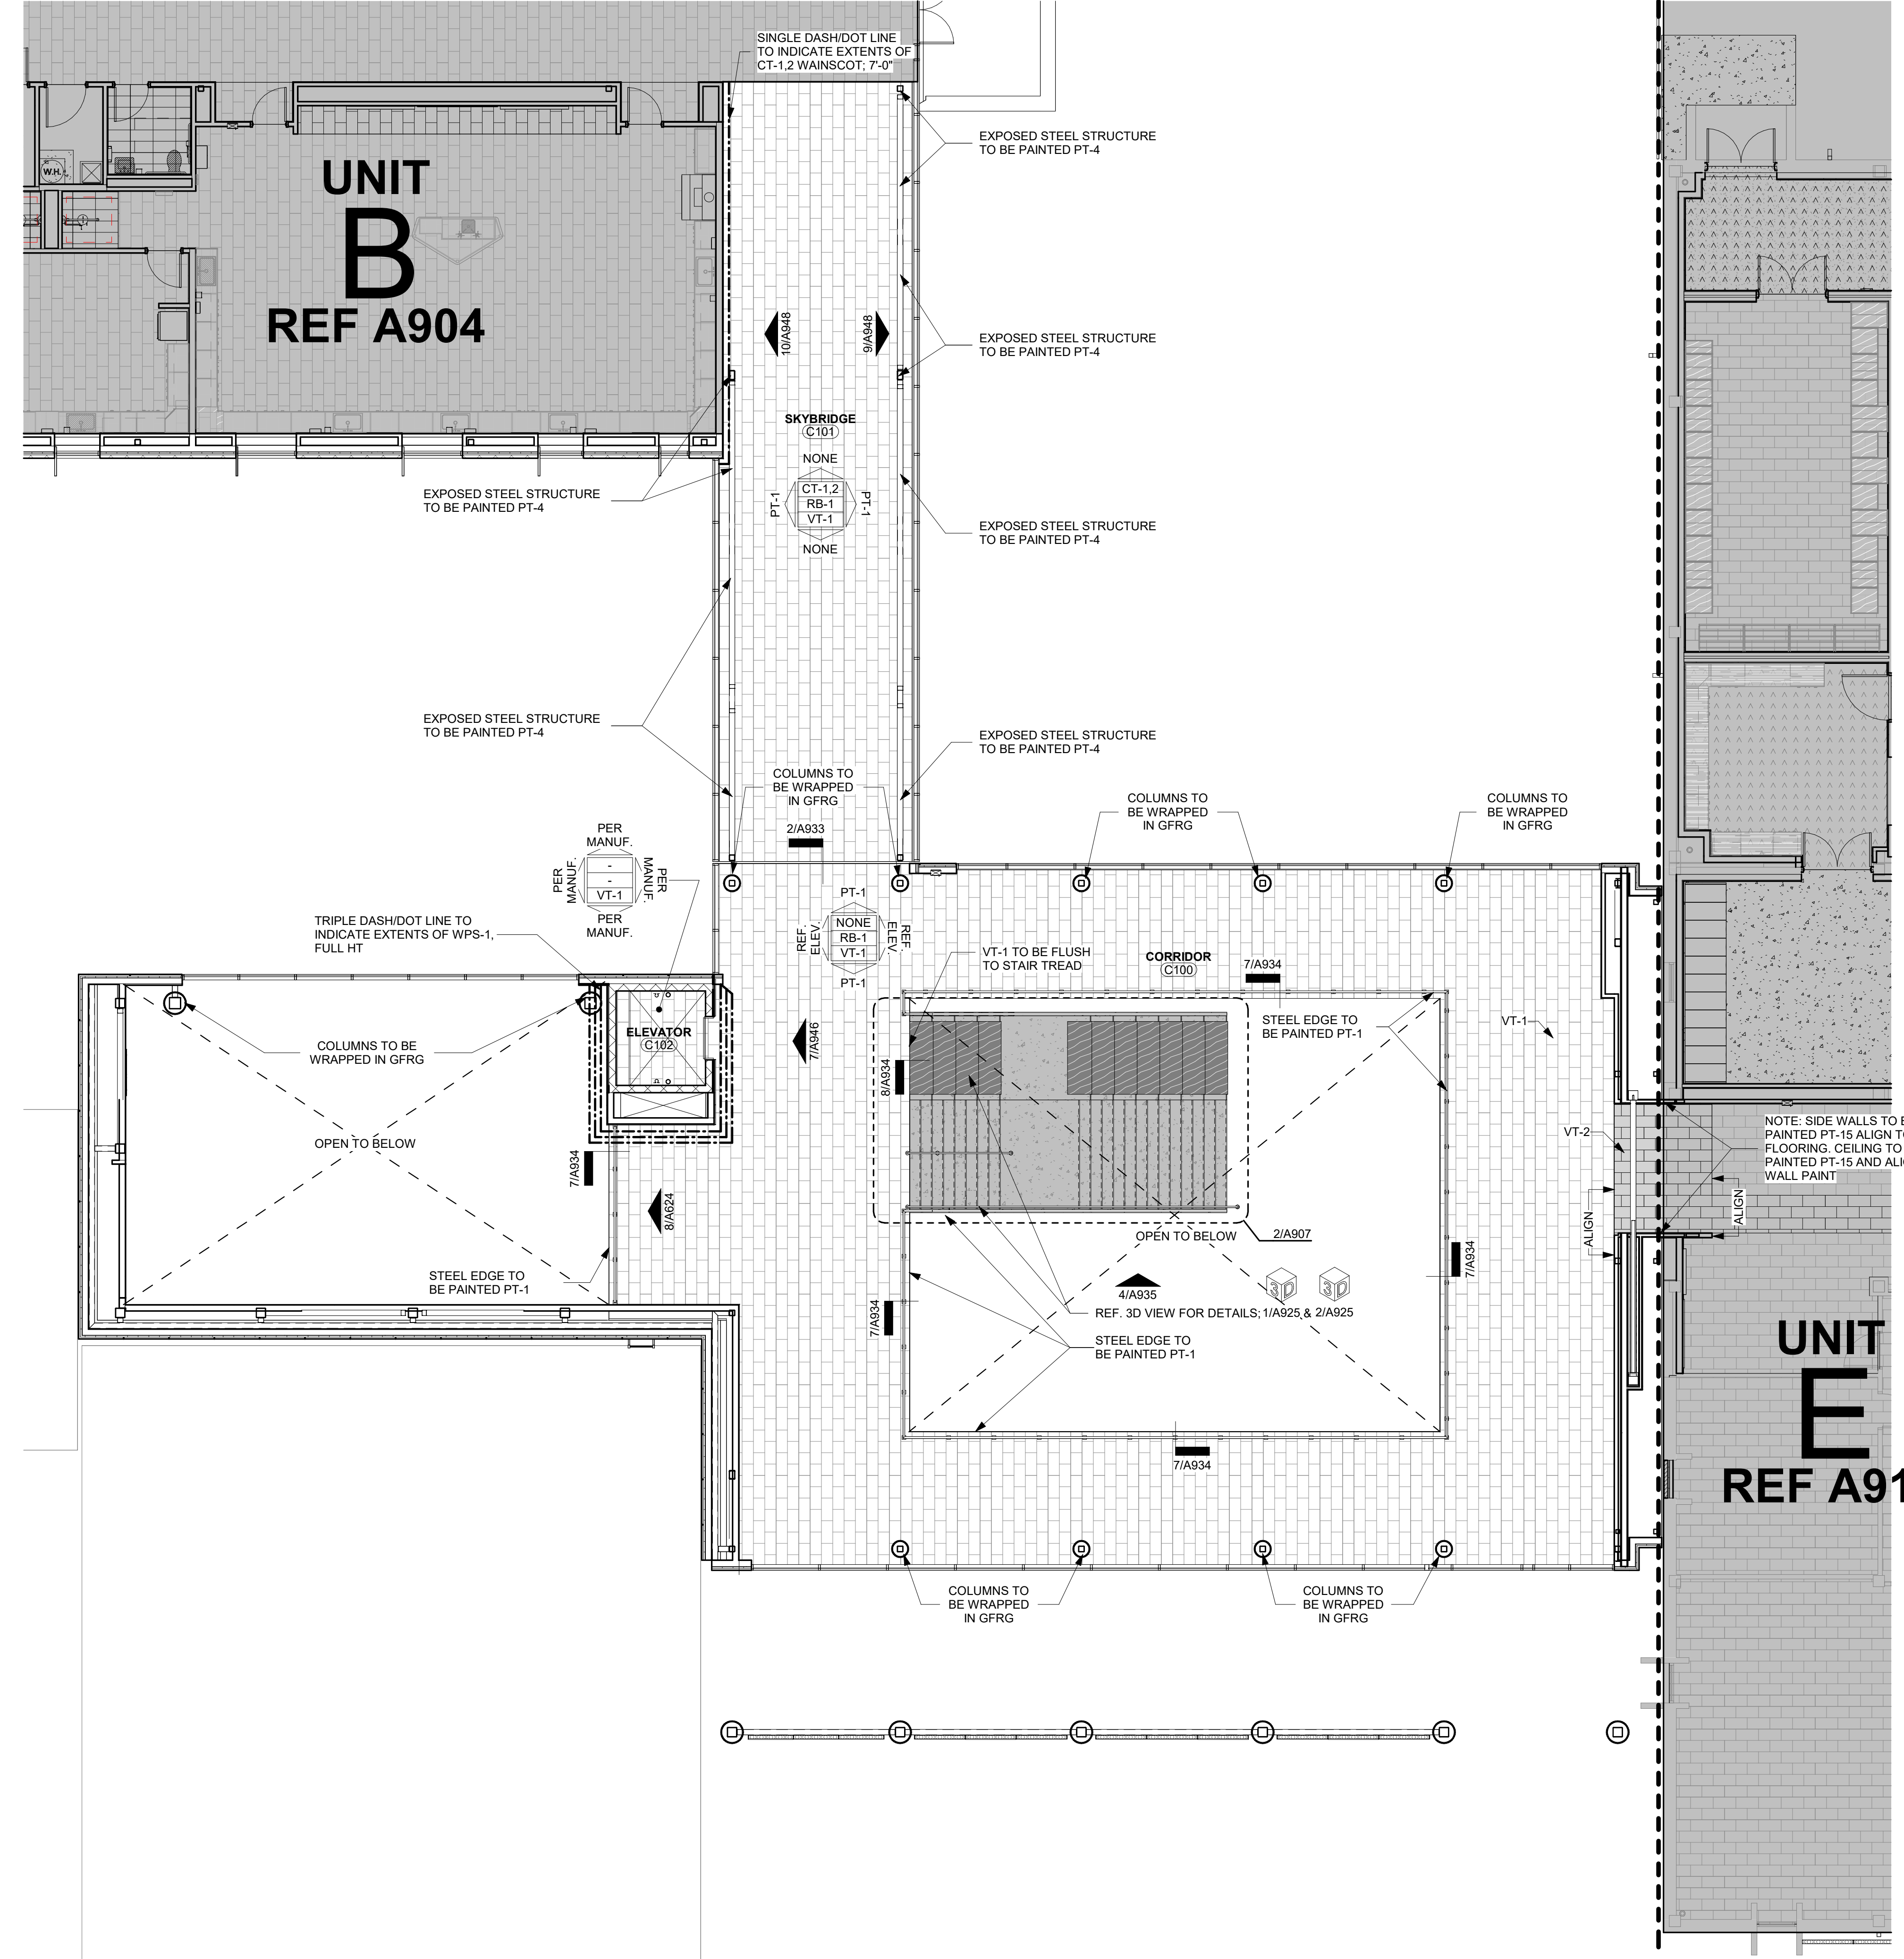 SINGLE DASH/DOT LINE
TO INDICATE EXTENTS OF
CT-1,2 WAINSCOT; 7'-0"
EXPOSED STEEL STRUCTURE
TO BE PAINTED PT-4
W.H.
UNIT
B
REF A904
10/A948
9/A948
EXPOSED STEEL STRUCTURE
TO BE PAINTED PT-4
SKYBRIDGE
C101
NONE
PT-1
CT-1,2
RB-1
VT-1
PT-1
NONE
EXPOSED STEEL STRUCTURE
TO BE PAINTED PT-4
EXPOSED STEEL STRUCTURE
TO BE PAINTED PT-4
EXPOSED STEEL STRUCTURE
TO BE PAINTED PT-4
EXPOSED STEEL STRUCTURE
TO BE PAINTED PT-4
COLUMNS TO
BE WRAPPED
IN GFRG
COLUMNS TO
BE WRAPPED
IN GFRG
COLUMNS TO
BE WRAPPED
IN GFRG
2/A933
PER
MANUF.
PER
MANUF.
-
-
VT-1
PER
MANUF.
PER
MANUF.
PT-1
REF.
ELEV.
NONE
RB-1
VT-1
REF.
ELEV.
PT-1
TRIPLE DASH/DOT LINE TO
INDICATE EXTENTS OF WPS-1,
FULL HT
VT-1 TO BE FLUSH
TO STAIR TREAD
CORRIDOR
C100
7/A934
STEEL EDGE TO
BE PAINTED PT-1
VT-1
ELEVATOR
C102
7/A946
COLUMNS TO BE
WRAPPED IN GFRG
8/A934
OPEN TO BELOW
7/A934
8/A624
VT-2
NOTE: SIDE WALLS TO B
PAINTED PT-15 ALIGN TO
FLOORING. CEILING TO
PAINTED PT-15 AND ALI
WALL PAINT
ALIGN
ALIGN
OPEN TO BELOW
2/A907
STEEL EDGE TO
BE PAINTED PT-1
7/A934
4/A935
3D
3D
7/A934
REF. 3D VIEW FOR DETAILS; 1/A925 & 2/A925
STEEL EDGE TO
BE PAINTED PT-1
UNIT
E
REF A91
7/A934
COLUMNS TO
BE WRAPPED
IN GFRG
COLUMNS TO
BE WRAPPED
IN GFRG